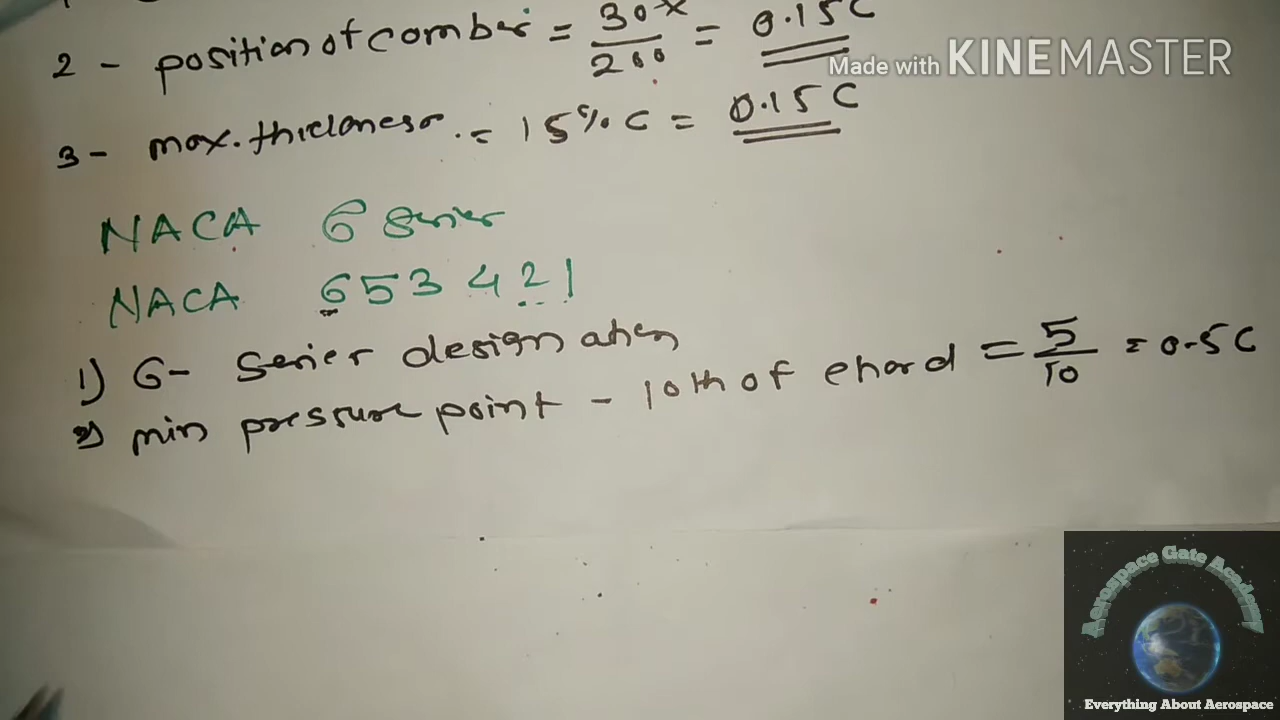 2 - position of comber = 30x/200 = 0.15C
Made with KINEMASTER
3 - max. thickness. = 15% C = 0.15 C
NACA 6 series
NACA 653421
1) 6- series designation
2) min pressure point - 10th of chord = 5/10 = 0.5C
Aerospace Gate Academy
Everything About Aerospace